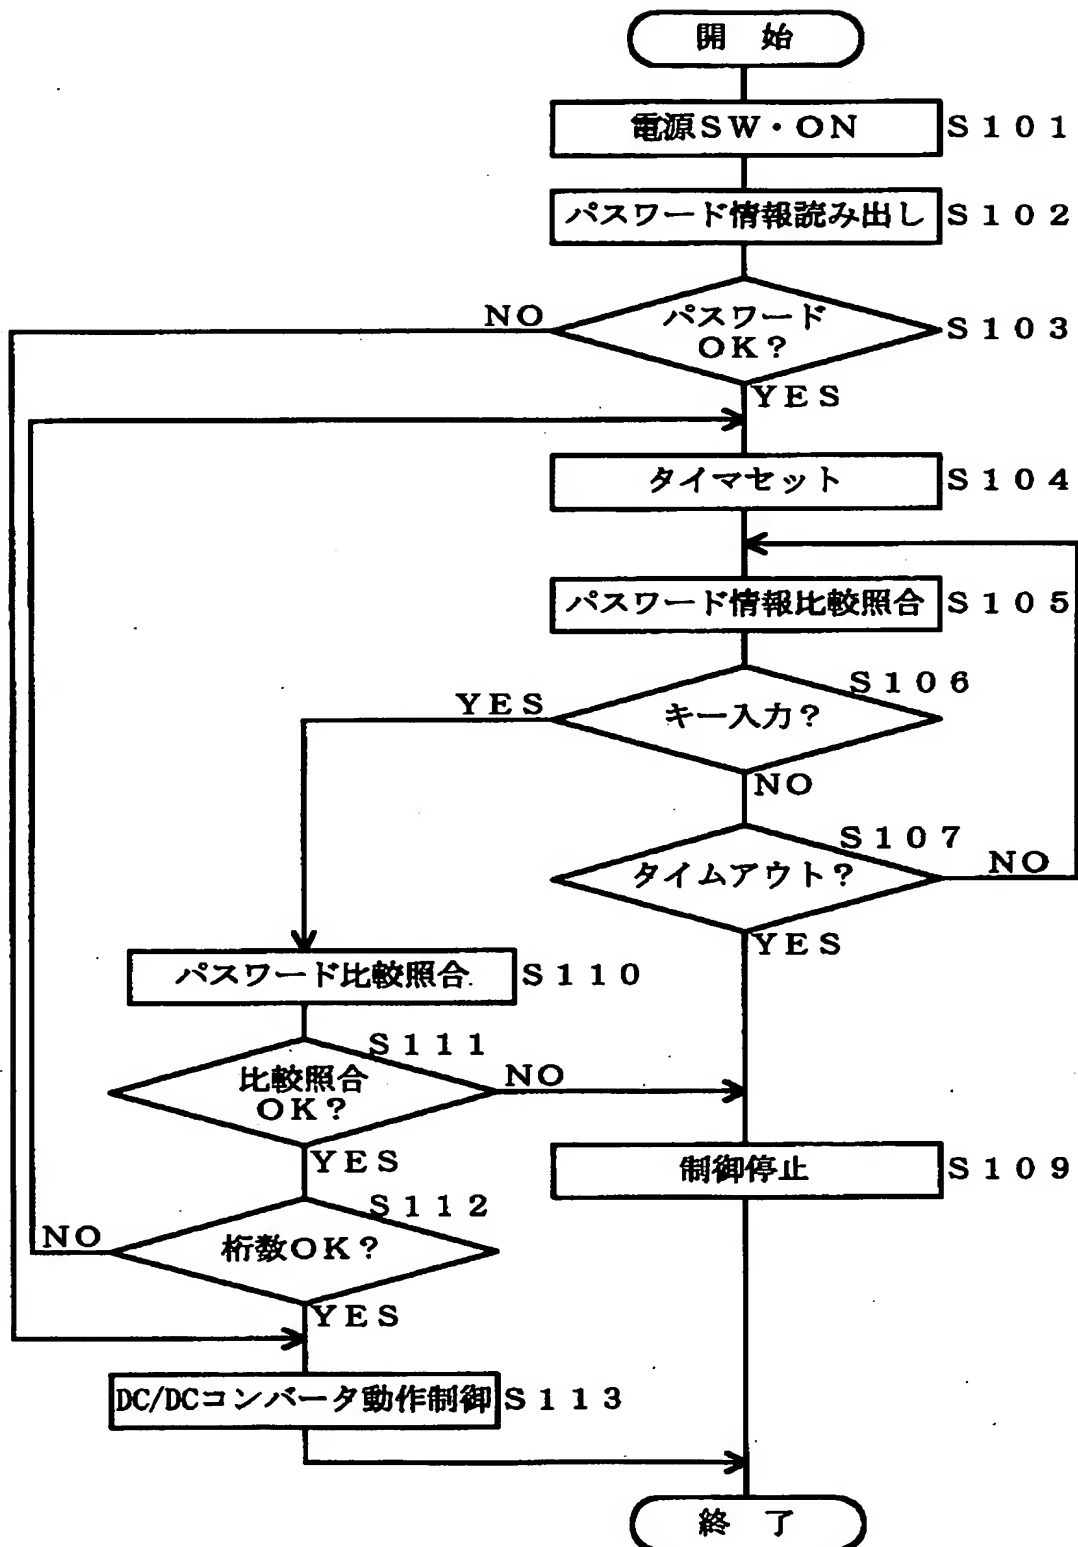 開 始
電源SW・ON S101
パスワード情報読み出し S102
NO パスワード S103
OK?
YES
タイマセット S104
パスワード情報比較照合 S105
S106
YES キー入力?
NO
S107
タイムアウト? NO
YES
パスワード比較照合 S110
S111
比較照合 NO
OK?
YES
制御停止 S109
S112
NO 桁数OK?
YES
DC/DCコンバータ動作制御 S113
終 了